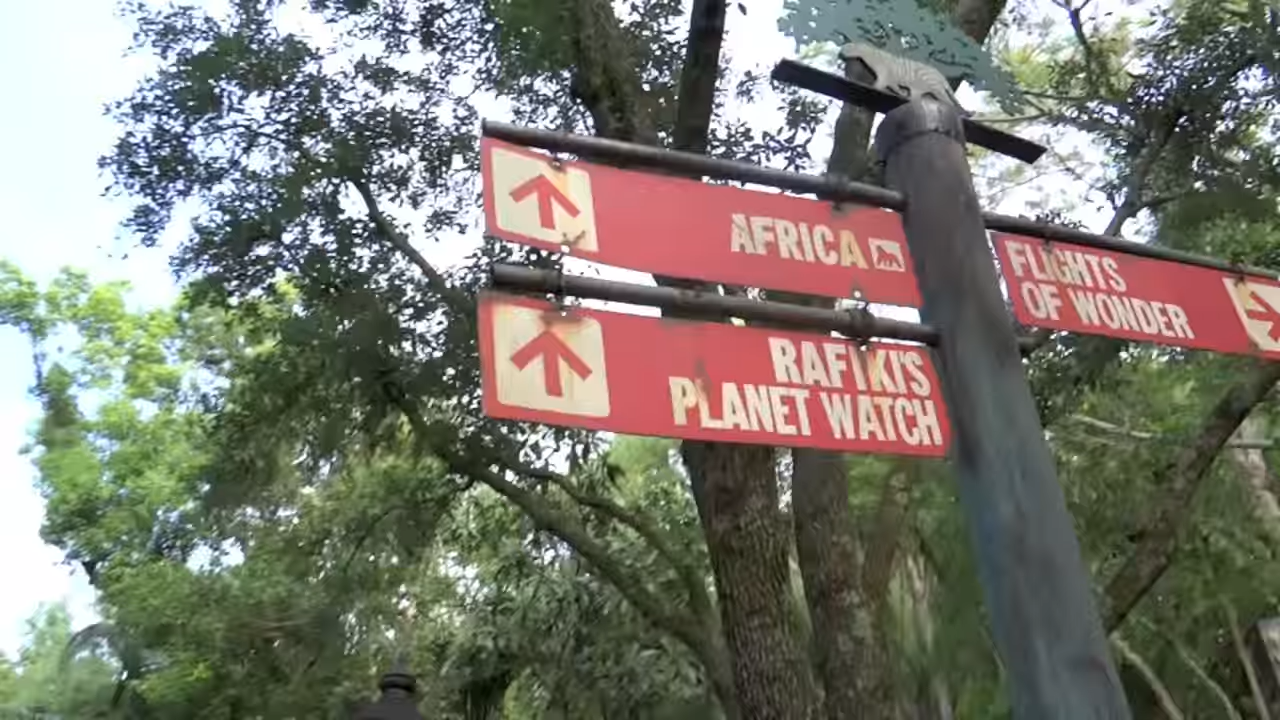 AFRICA
RAFIKI'S
PLANET WATCH
FLIGHTS
OF WONDER